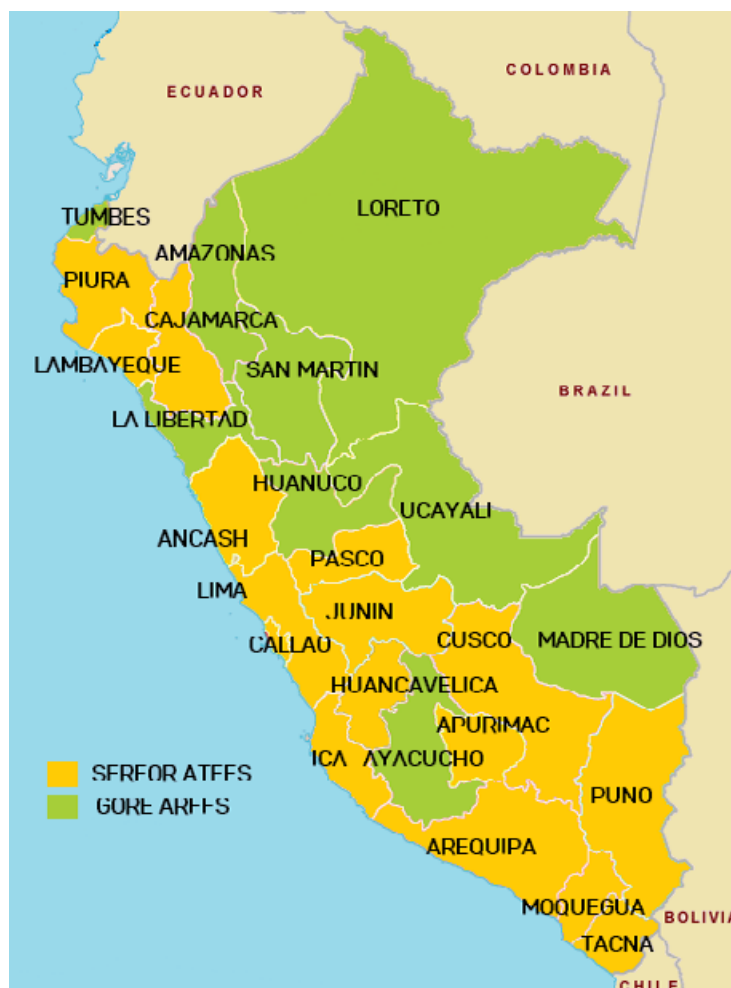 COLOMBIA
ECUADOR
LORETO
TUMBES
AMAZONAS
PIURA
CAJAMARCA
LAMBAYEQUE
SAN MARTIN
BRAZIL
LA LIBERTAD
HUANUCO
UCAYALI
ANCASH
PASCO
LIMA
JUNIN
CALLAO
CUSCO
MADRE DE DIOS
HUANCAVELICA
APURIMAC
ICA
AYACUCHO
SERFOR ATFFS
PUNO
GORE ARFFS
AREQUIPA
MOQUEGUA
BOLIVIA
TACNA
CHILE